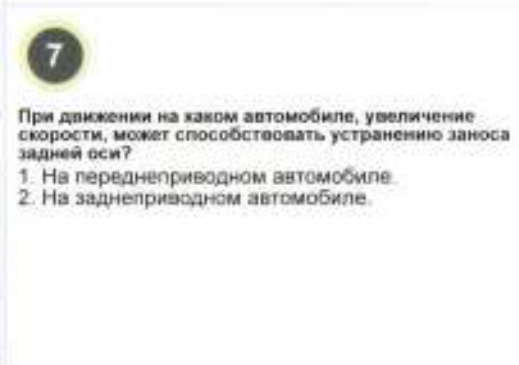 7
При движении на каком автомобиле, увеличение
скорости, может способствовать устранению заноса
задней оси?
1. На переднеприводном автомобиле.
2. На заднеприводном автомобиле.